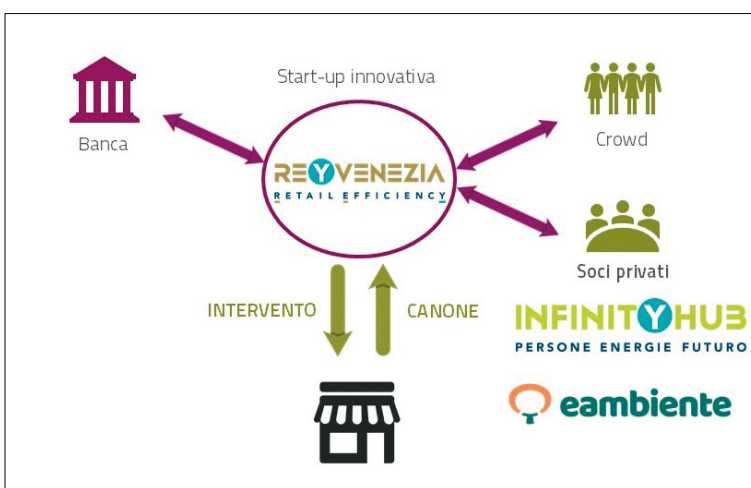 Start-up innovativa
Banca
REYVENEZIA
RETAIL EFFICIENCY
Crowd
Soci privati
INTERVENTO
CANONE
INFINITYHUB
PERSONE ENERGIE FUTURO
eambiente